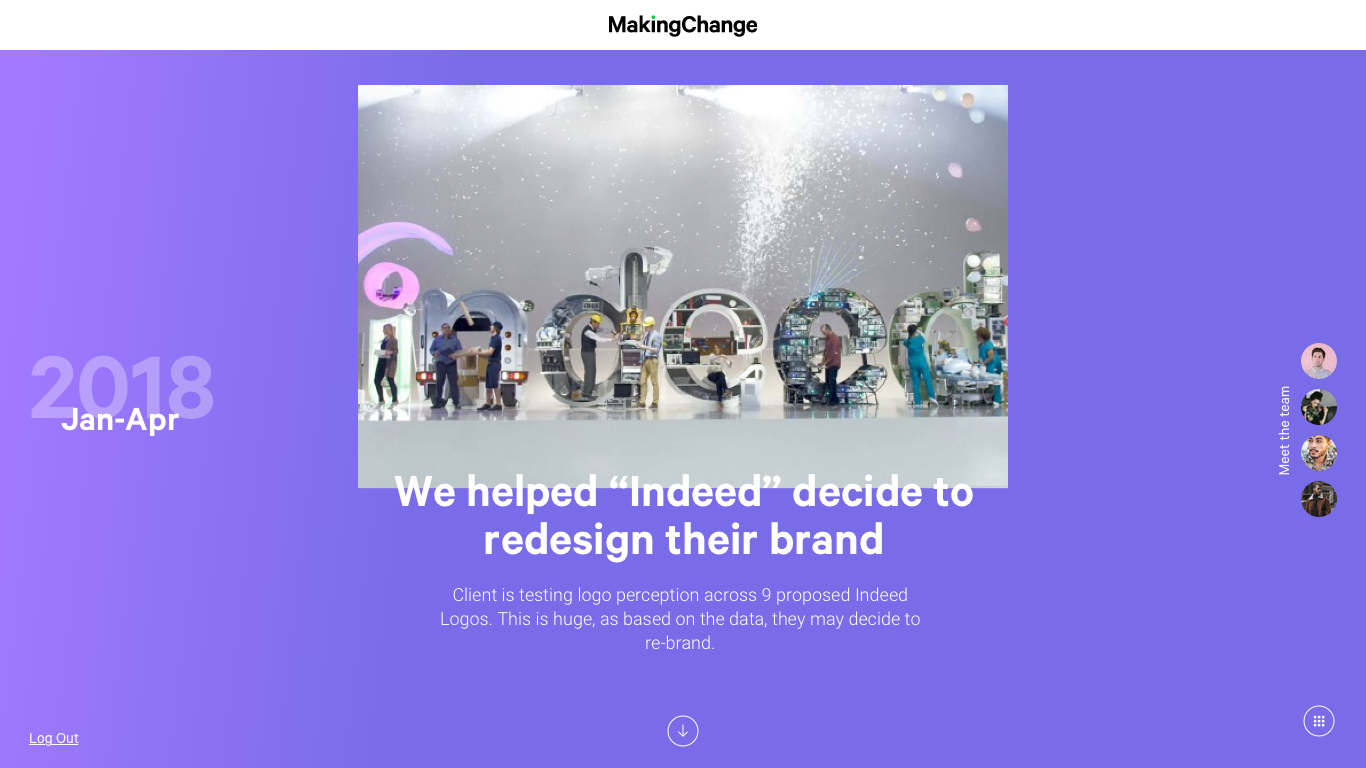 MakingChange
indeed
2018
Jan-Apr
We helped “Indeed” decide to
redesign their brand
Client is testing logo perception across 9 proposed Indeed
Logos. This is huge, as based on the data, they may decide to
re-brand.
Meet the team
Log Out